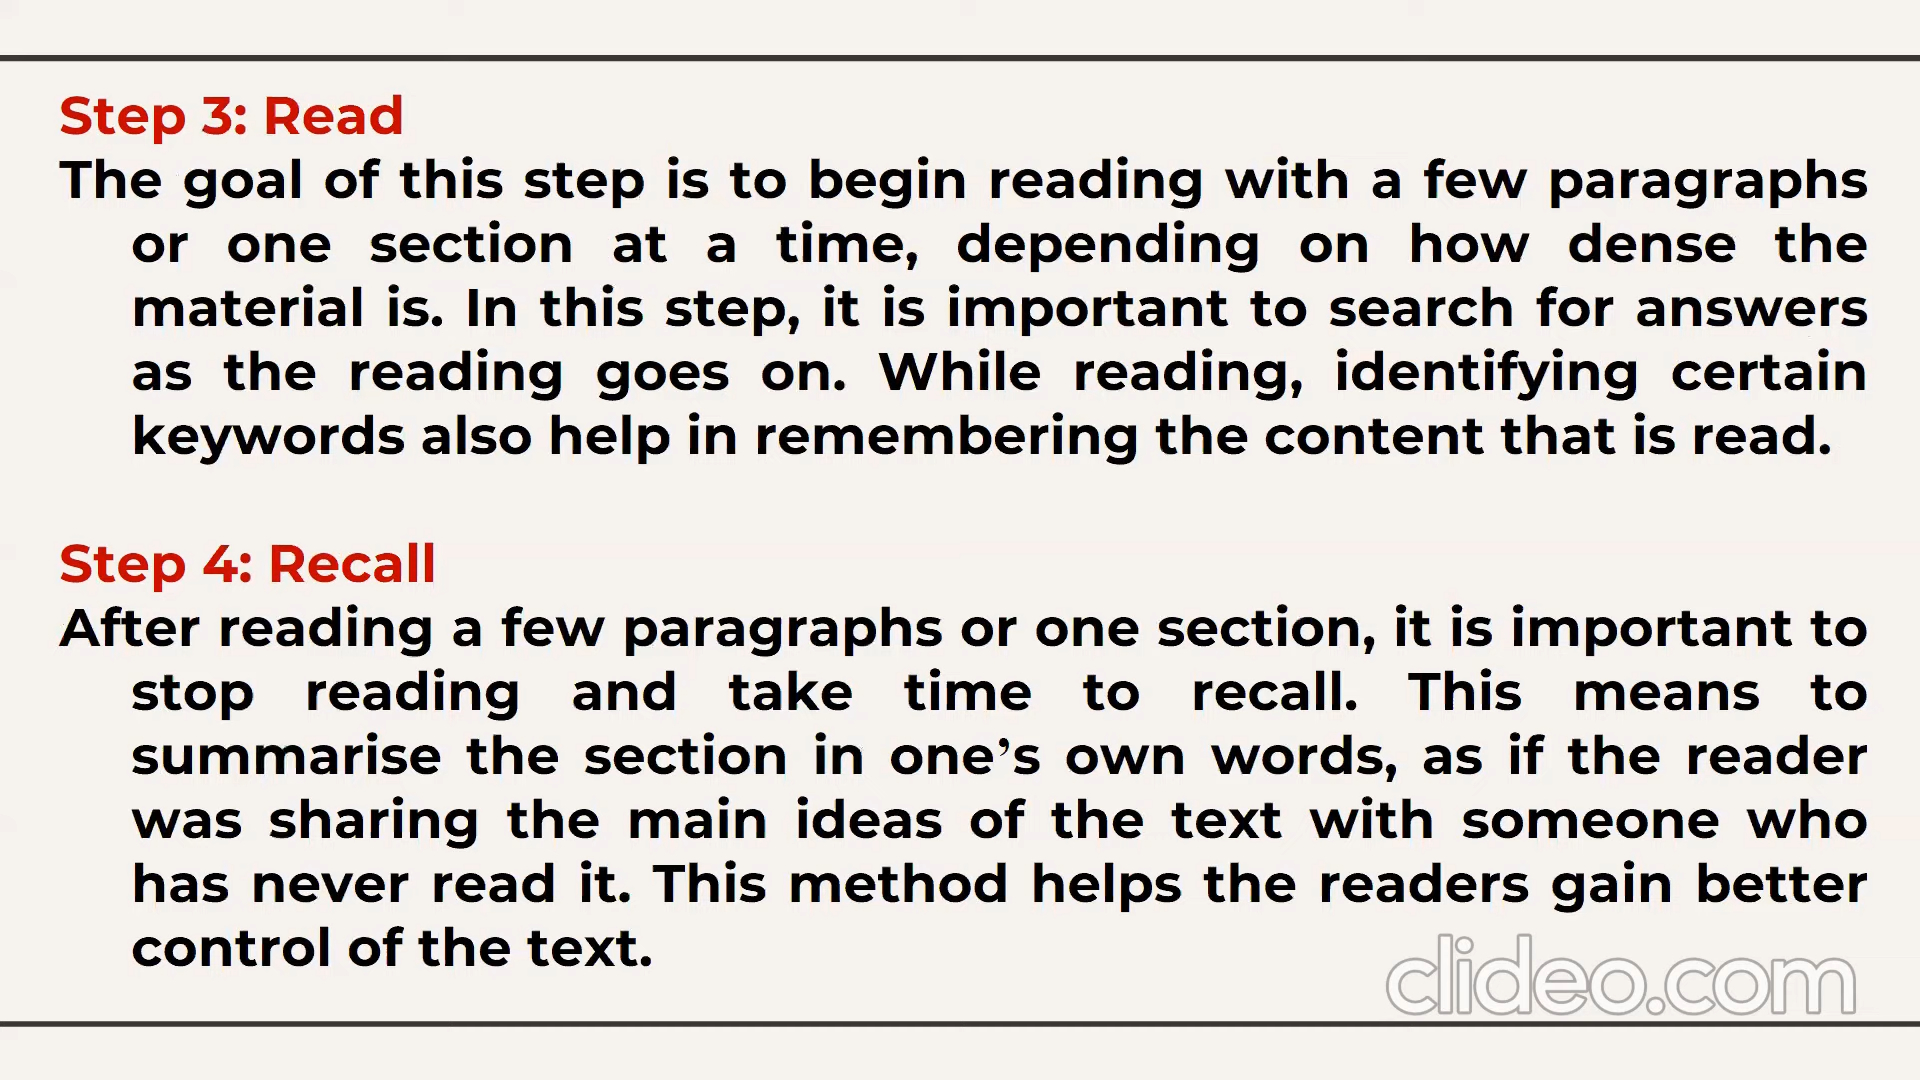 Step 3: Read
The goal of this step is to begin reading with a few paragraphs
or one section at a time, depending on how dense the
material is. In this step, it is important to search for answers
as the reading goes on. While reading, identifying certain
keywords also help in remembering the content that is read.
Step 4: Recall
After reading a few paragraphs or one section, it is important to
stop reading and take time to recall. This means to
summarise the section in one’s own words, as if the reader
was sharing the main ideas of the text with someone who
has never read it. This method helps the readers gain better
control of the text.
clideo.com